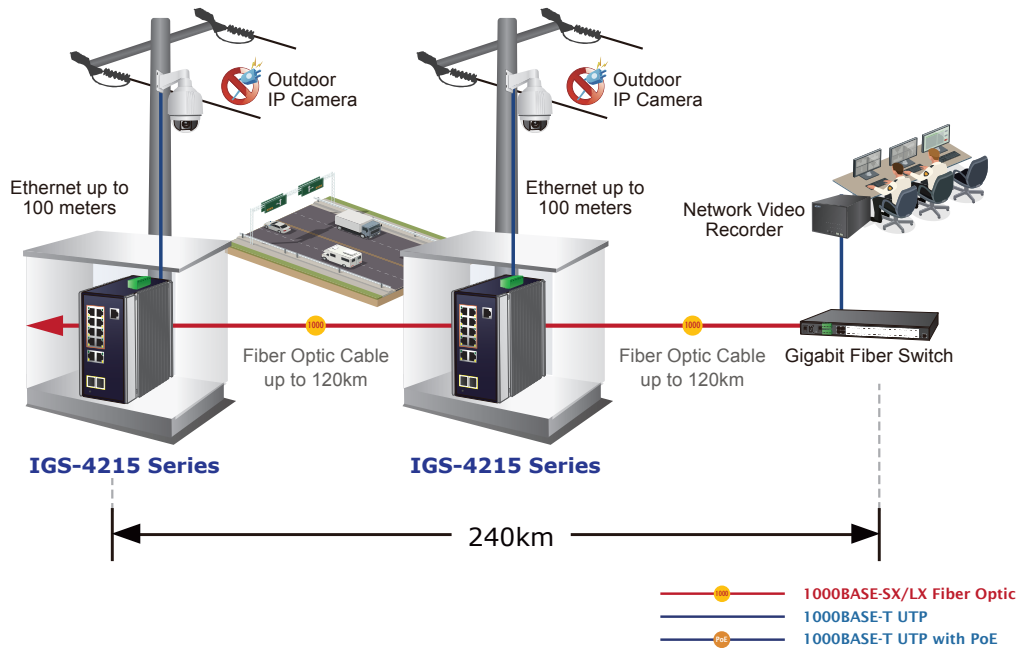 Outdoor
IP Camera
Outdoor
IP Camera
Ethernet up to
100 meters
Ethernet up to
100 meters
Network Video
Recorder
1000
1000
Fiber Optic Cable
up to 120km
Fiber Optic Cable
up to 120km
Gigabit Fiber Switch
IGS-4215 Series
IGS-4215 Series
240km
1000
1000BASE-SX/LX Fiber Optic
1000BASE-T UTP
PoE
1000BASE-T UTP with PoE